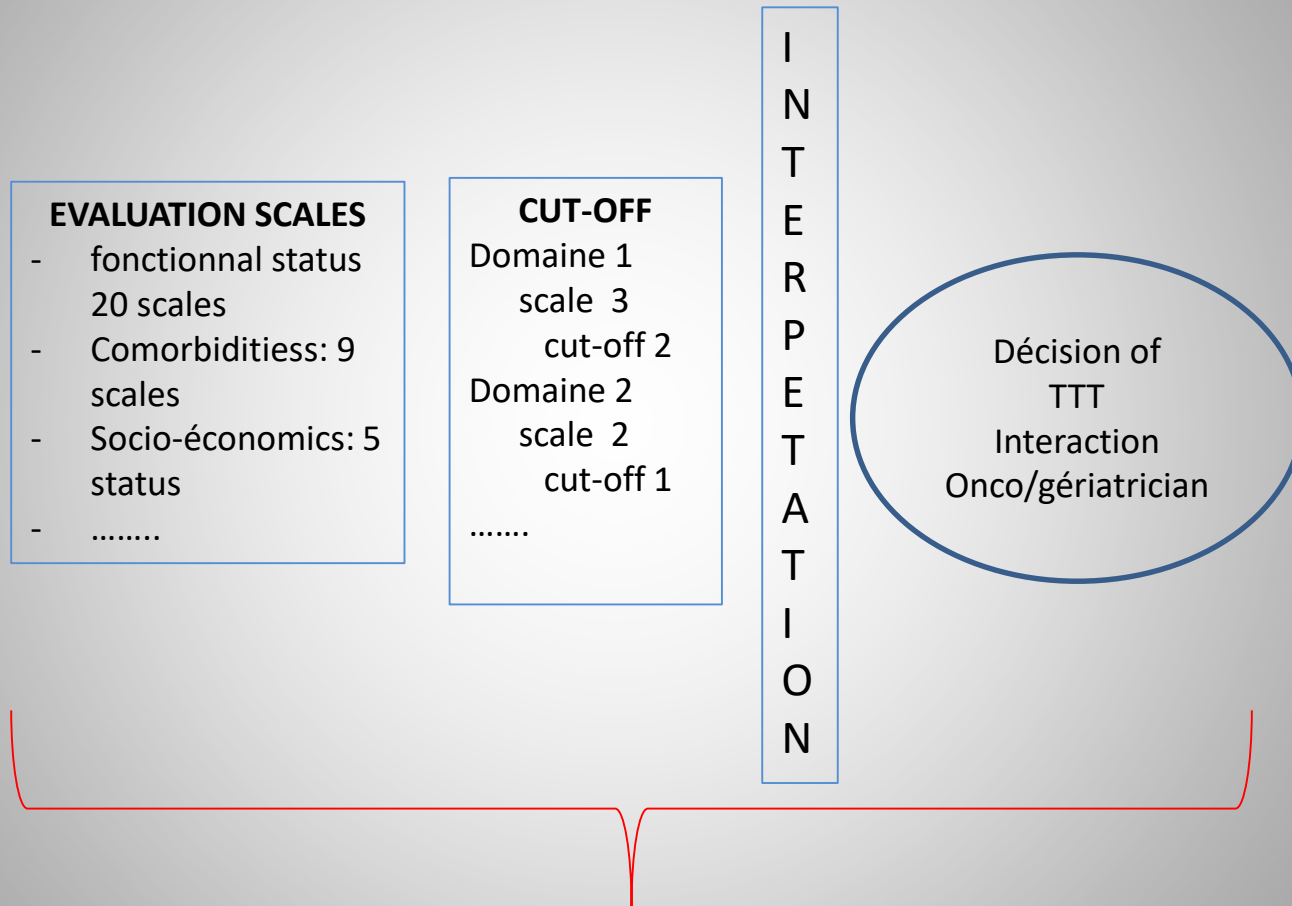 EVALUATION SCALES
- fonctionnal status
20 scales
- Comorbiditiess: 9
scales
- Socio-économics: 5
status
- ........
CUT-OFF
Domaine 1
scale 3
cut-off 2
Domaine 2
scale 2
cut-off 1
.......
I
N
T
E
R
P
E
T
A
T
I
O
N
Décision of
TTT
Interaction
Onco/gériatrician